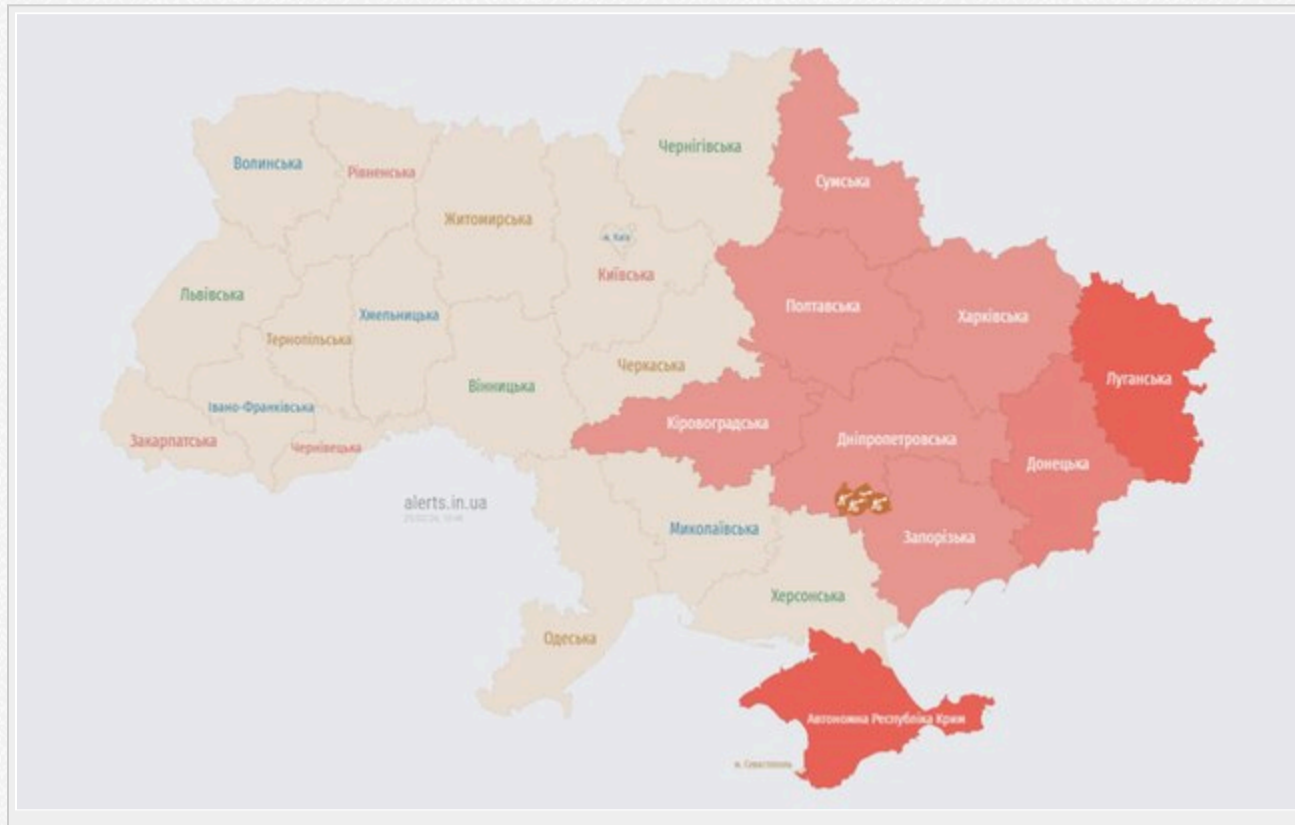 Чернігівська
Сумська
Волинська
Рівненська
Житомирська
м. Київ
Київська
Львівська
Хмельницька
Тернопільська
Полтавська
Харківська
Черкаська
Вінницька
Луганська
Івано-Франківська
Закарпатська
Чернівецька
Кіровоградська
Дніпропетровська
Донецька
alerts.in.ua
Миколаївська
Запорізька
Херсонська
Одеська
Автономна Республіка Крим
м. Севастополь